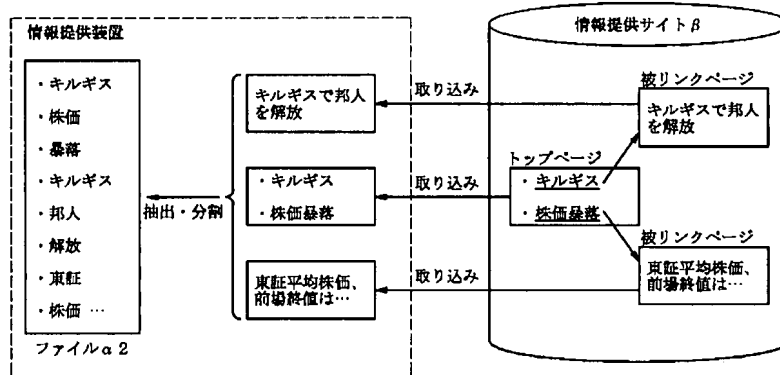 情報提供装置
・キルギス
・株価
・暴落
・キルギス
・邦人
・解放
・東証
・株価 …
ファイルα2
抽出・分割
キルギスで邦人
を解放
・キルギス
・株価暴落
東証平均株価、
前場終値は…
取り込み
取り込み
取り込み
情報提供サイトβ
被リンクページ
キルギスで邦人
を解放
トップページ
・キルギス
・株価暴落
被リンクページ
東証平均株価、
前場終値は…